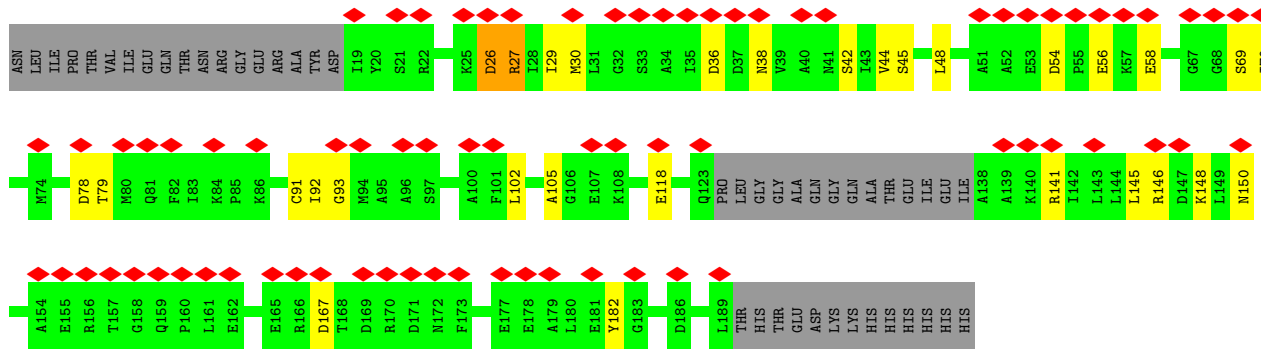 ASN LEU ILE PRO THR VAL ILE GLU GLN THR ASN ARG GLY GLU ARG ALA TYR ASP I19 Y20 S21 R22 K25 D26 R27 I28 I29 M30 L31 G32 S33 A34 I35 D36 D37 N38 V39 A40 N41 S42 I43 V44 S45 L48 A51 A52 E53 D54 P55 E56 K57 E58 G67 G68 S69
M74 D78 T79 M80 Q81 F82 I83 K84 P85 K86 C91 I92 G93 M94 A95 A96 S97 A100 F101 L102 A105 G106 E107 K108 E118 Q123 PRO LEU GLY GLY ALA GLN GLY GLN ALA THR GLU ILE GLU ILE A138 A139 K140 R141 I142 L143 L144 L145 R146 D147 K148 L149 N150
A154 E155 R156 T157 G158 Q159 P160 L161 E162 E165 R166 D167 T168 D169 R170 D171 N172 F173 E177 E178 A179 L180 E181 Y182 G183 D186 L189 THR HIS THR GLU ASP LYS LYS HIS HIS HIS HIS HIS HIS